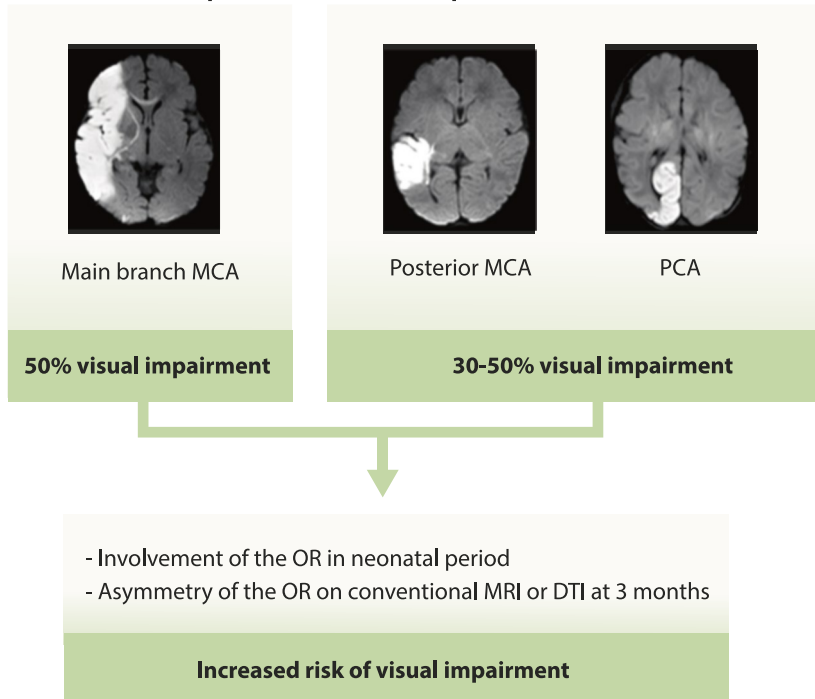 Main branch MCA
Posterior MCA
PCA
50% visual impairment
30-50% visual impairment
- Involvement of the OR in neonatal period
- Asymmetry of the OR on conventional MRI or DTI at 3 months
Increased risk of visual impairment